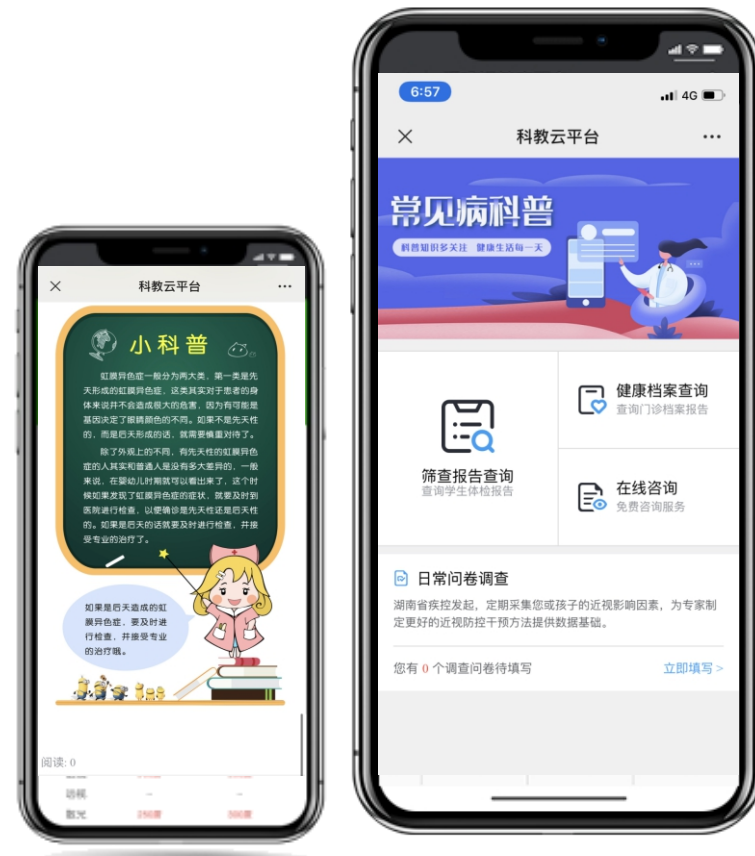 科教云平台
小科普
虹膜异色症一般分为两大类，第一类是先
天形成的虹膜异色症，这类其实对于患者的身
体来说并不会造成很大的危害，因为有可能是
基因决定了眼睛颜色的不同。如果不是先天性
的，而是后天形成的话，就需要慎重对待了。
除了外观上的不同，有先天性的虹膜异色
症的人其实和普通人是没有多大差异的，一般
来说，在婴幼儿时期就可以看出来了，这个时
候如果发现了虹膜异色症的症状，就要及时到
医院进行检查，以便确诊是先天性还是后天性
的。如果是后天的话就要及时进行检查，并接
受专业的治疗了。
如果是后天造成的虹
膜异色症，要及时进
行检查，并接受专业
的治疗哦。
阅读: 0
远视
散光 250度 300度
6:57
4G
科教云平台
常见病科普
科普知识多关注 健康生活每一天
筛查报告查询
查询学生体检报告
健康档案查询
查询门诊档案报告
在线咨询
免费咨询服务
日常问卷调查
湖南省疾控发起，定期采集您或孩子的近视影响因素，为专家制
定更好的近视防控干预方法提供数据基础。
您有 0 个调查问卷待填写
立即填写 >